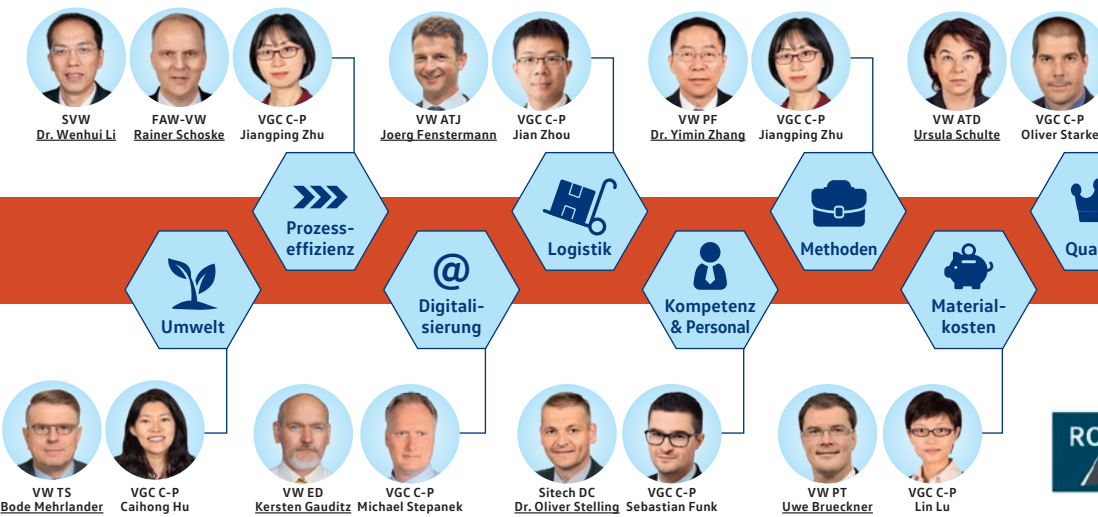 SVW
Dr. Wenhui Li
FAW-VW
Rainer Schoske
VGC C-P
Jiangping Zhu
VW ATJ
Joerg Fenstermann
VGC C-P
Jian Zhou
VW PF
Dr. Yimin Zhang
VGC C-P
Jiangping Zhu
VW ATD
Ursula Schulte
VGC C-P
Oliver Starke
Prozess-
effizienz
Logistik
Methoden
Qua
Umwelt
@
Digitali-
sierung
Kompetenz
& Personal
Material-
kosten
VW TS
Bode Mehrlander
VGC C-P
Caihong Hu
VW ED
Kersten Gauditz
VGC C-P
Michael Stepanek
Sitech DC
Dr. Oliver Stelling
VGC C-P
Sebastian Funk
VW PT
Uwe Brueckner
VGC C-P
Lin Lu
RO